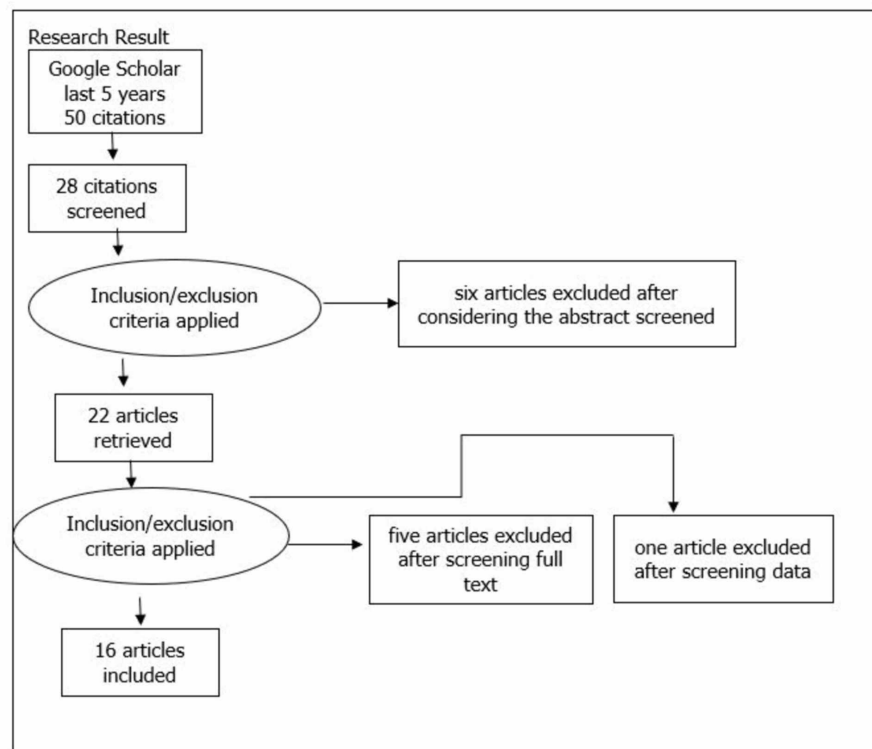 Research Result
Google Scholar
last 5 years
50 citations
28 citations
screened
Inclusion/exclusion
criteria applied
six articles excluded after
considering the abstract screened
22 articles
retrieved
Inclusion/exclusion
criteria applied
five articles excluded
after screening full
text
one article excluded
after screening data
16 articles
included